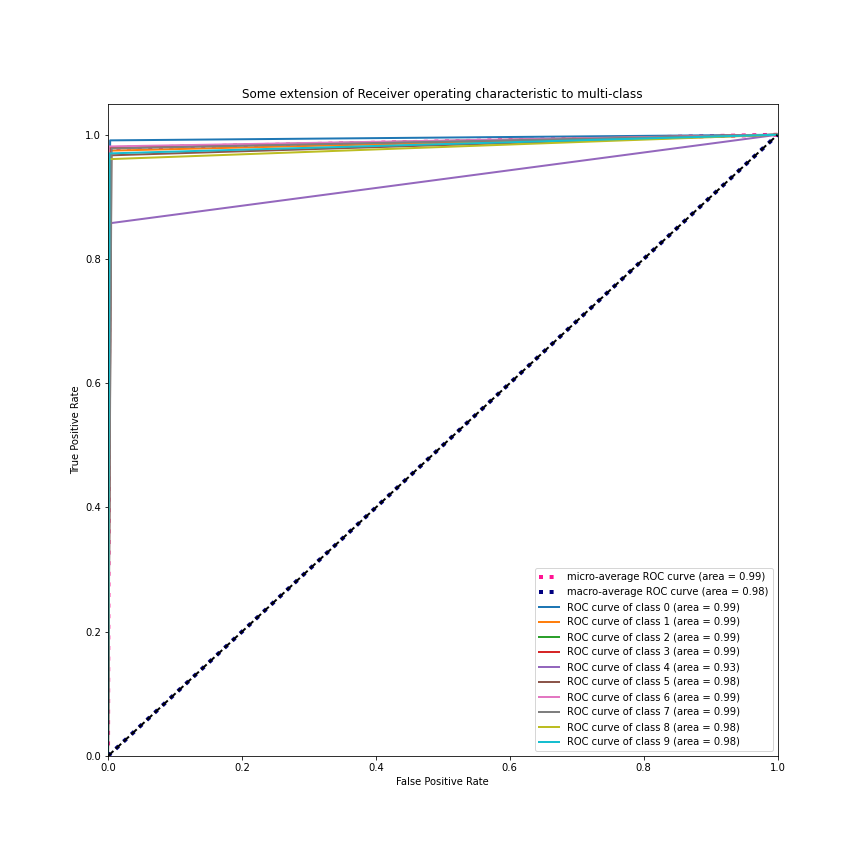 Some extension of Receiver operating characteristic to multi-class
1.0
0.8
0.6
0.4
0.2
0.0
True Positive Rate
micro-average ROC curve (area = 0.99)
macro-average ROC curve (area = 0.98)
ROC curve of class 0 (area = 0.99)
ROC curve of class 1 (area = 0.99)
ROC curve of class 2 (area = 0.99)
ROC curve of class 3 (area = 0.99)
ROC curve of class 4 (area = 0.93)
ROC curve of class 5 (area = 0.98)
ROC curve of class 6 (area = 0.99)
ROC curve of class 7 (area = 0.99)
ROC curve of class 8 (area = 0.98)
ROC curve of class 9 (area = 0.98)
0.0 0.2 0.4 0.6 0.8 1.0
False Positive Rate